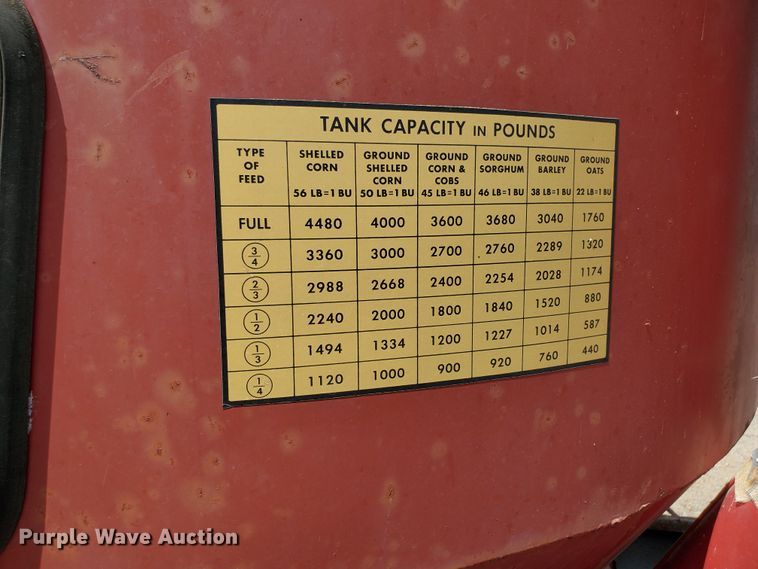 TANK CAPACITY IN POUNDS
TYPE OF FEED | SHELLED CORN 56 LB=1 BU | GROUND SHELLED CORN 50 LB=1 BU | GROUND CORN & COBS 45 LB=1 BU | GROUND SORGHUM 46 LB=1 BU | GROUND BARLEY 38 LB=1 BU | GROUND OATS 22 LB=1 BU
FULL 4480 4000 3600 3680 3040 1760
3/4 3360 3000 2700 2760 2289 1320
2/3 2988 2668 2400 2254 2028 1174
1/2 2240 2000 1800 1840 1520 880
1/3 1494 1334 1200 1227 1014 587
1/4 1120 1000 900 920 760 440
Purple Wave Auction